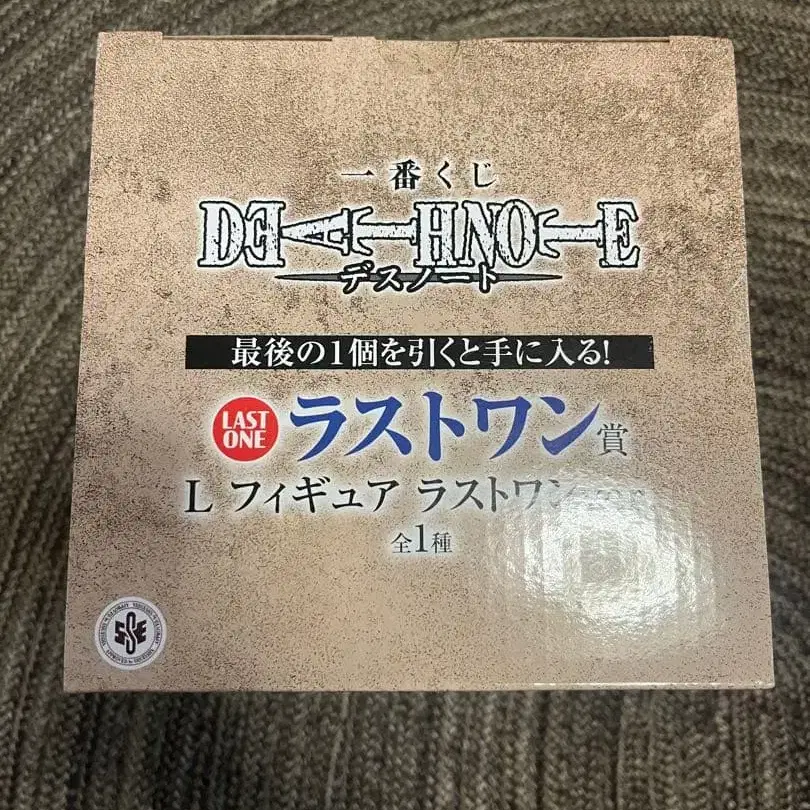 一番くじ
DEATH NOTE
デスノート
最後の1個を引くと手に入る!
LAST
ONE
ラストワン賞
L フィギュア ラストワン
全1種